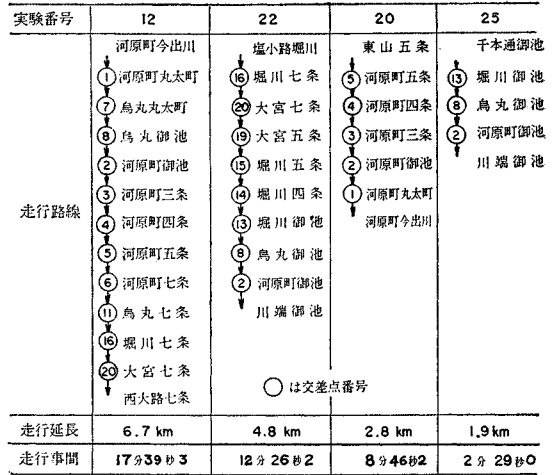 実験番号 12 22 20 25
走行路線
河原町今出川
① 河原町丸太町
⑦ 烏丸丸太町
⑧ 烏丸御池
② 河原町御池
③ 河原町三条
④ 河原町四条
⑤ 河原町五条
⑥ 河原町七条
⑪ 烏丸七条
⑯ 堀川七条
⑳ 大宮七条
西大路七条
塩小路堀川
⑯ 堀川七条
⑳ 大宮七条
⑲ 大宮五条
⑮ 堀川五条
⑭ 堀川四条
⑬ 堀川御池
⑧ 烏丸御池
② 河原町御池
川端御池
東山五条
⑤ 河原町五条
④ 河原町四条
③ 河原町三条
② 河原町御池
① 河原町丸太町
河原町今出川
千本通御池
⑬ 堀川御池
⑧ 烏丸御池
② 河原町御池
川端御池
○は交差点番号
走行延長 6.7 km 4.8 km 2.8 km 1.9 km
走行事間 17分39秒3 12分26秒2 8分46秒2 2分29秒0